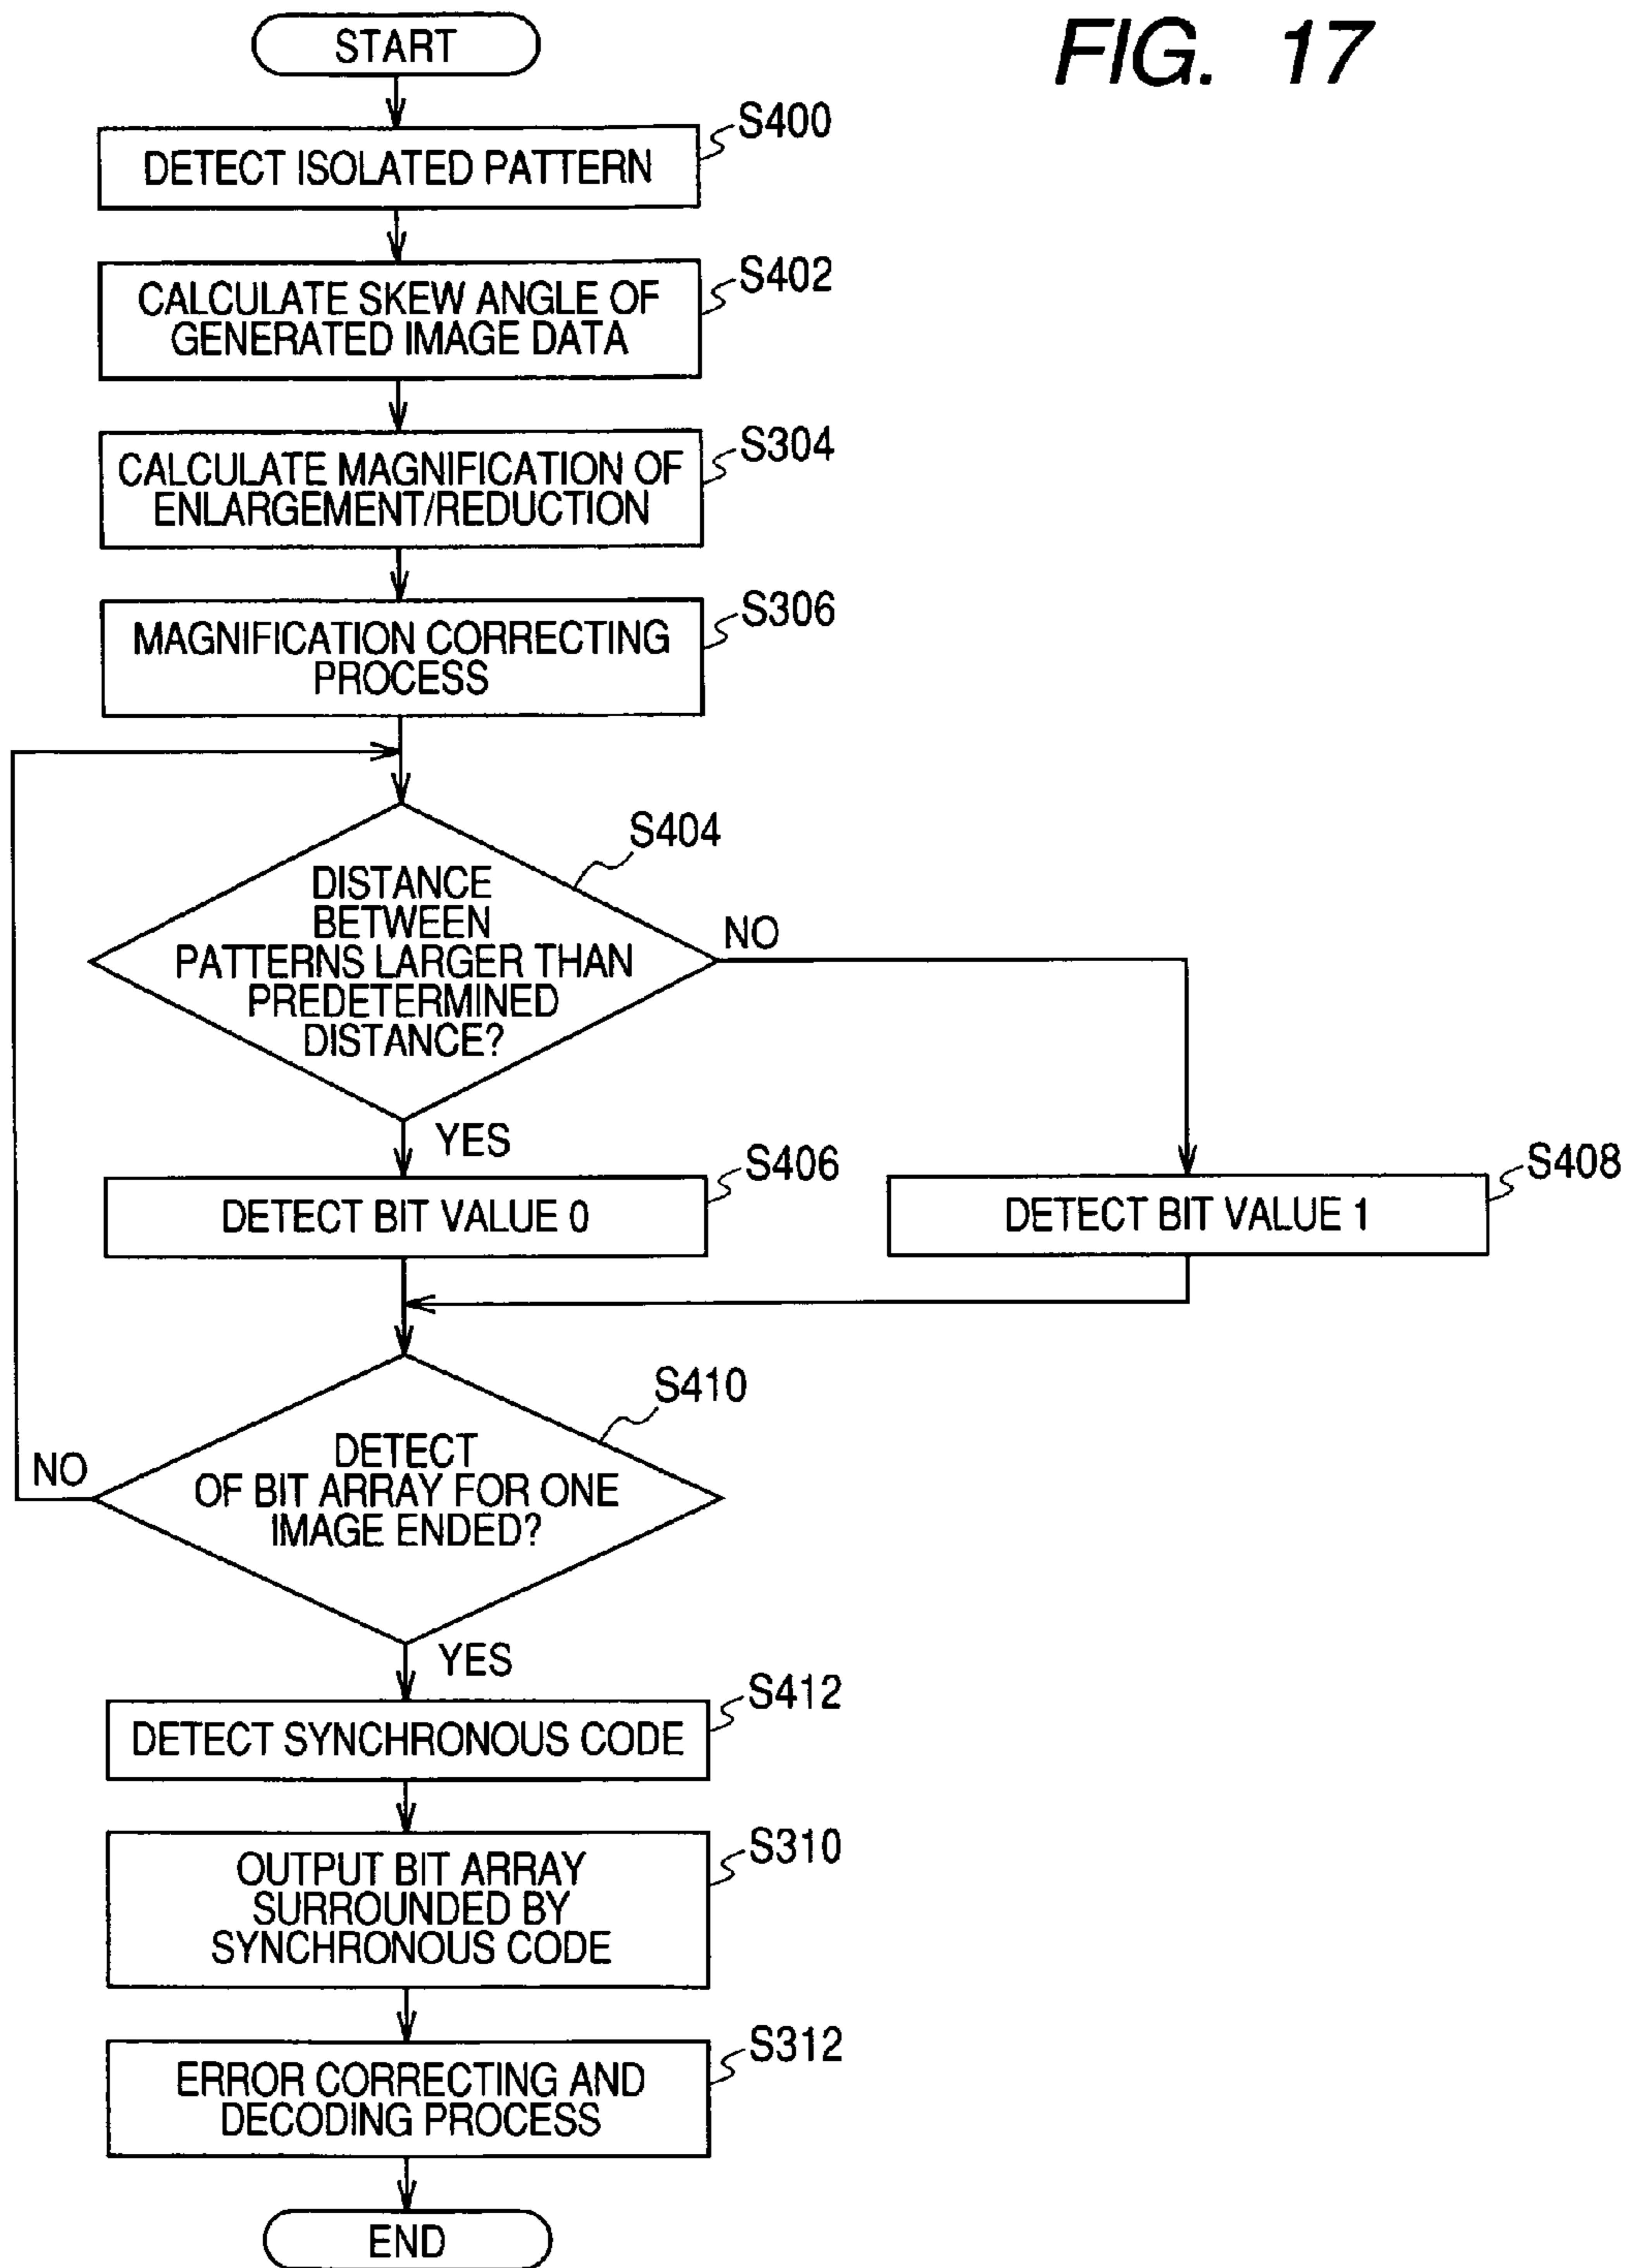 FIG. 17
START
S400
DETECT ISOLATED PATTERN
S402
CALCULATE SKEW ANGLE OF
GENERATED IMAGE DATA
S304
CALCULATE MAGNIFICATION OF
ENLARGEMENT/REDUCTION
S306
MAGNIFICATION CORRECTING
PROCESS
S404
DISTANCE
BETWEEN
PATTERNS LARGER THAN
PREDETERMINED
DISTANCE?
NO
YES
S406
DETECT BIT VALUE 0
S408
DETECT BIT VALUE 1
S410
DETECT
OF BIT ARRAY FOR ONE
IMAGE ENDED?
NO
YES
S412
DETECT SYNCHRONOUS CODE
S310
OUTPUT BIT ARRAY
SURROUNDED BY
SYNCHRONOUS CODE
S312
ERROR CORRECTING AND
DECODING PROCESS
END